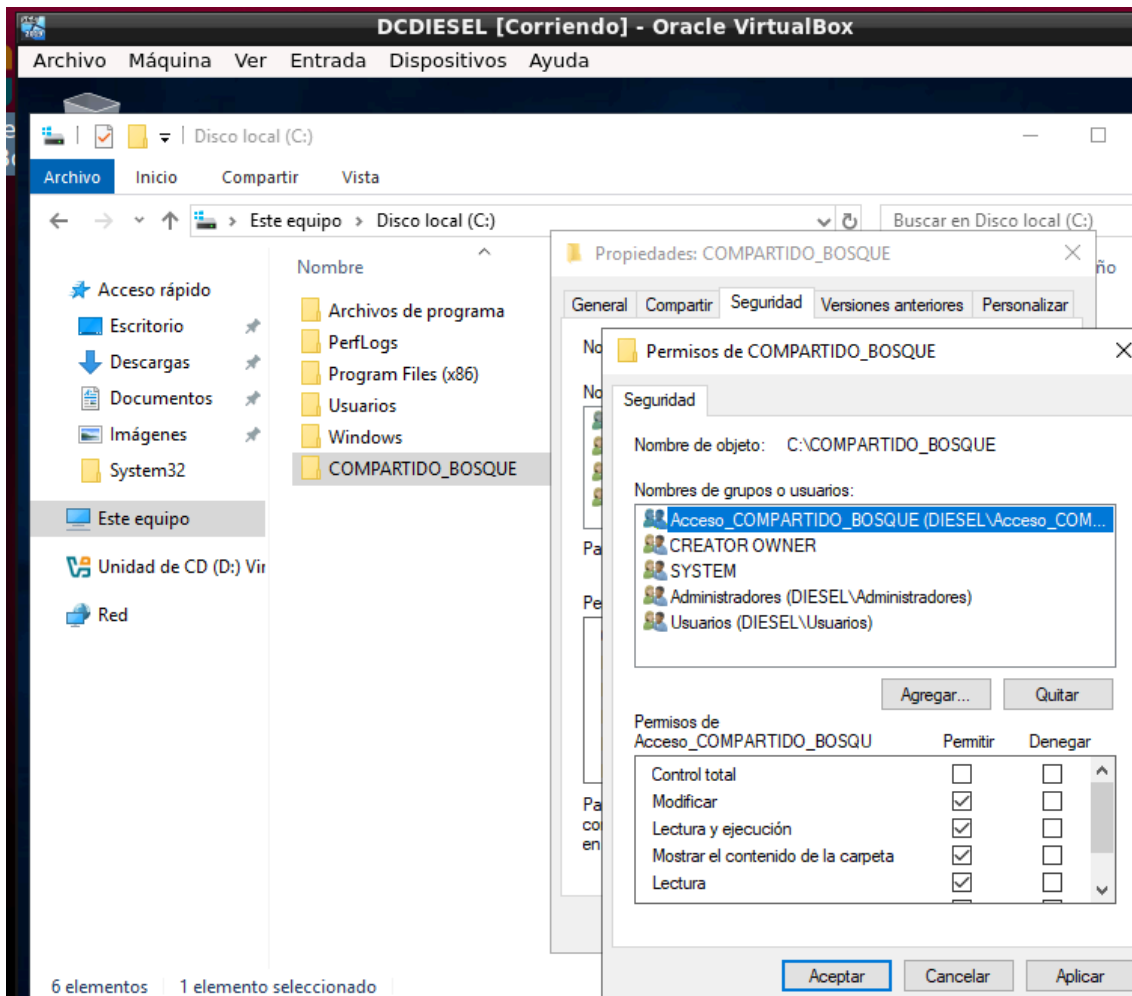 DCDIESEL [Corriendo] - Oracle VirtualBox
Archivo Máquina Ver Entrada Dispositivos Ayuda
Disco local (C:)
Archivo Inicio Compartir Vista
Este equipo > Disco local (C:)
Buscar en Disco local (C:)
Nombre
Acceso rápido
Escritorio
Descargas
Documentos
Imágenes
System32
Este equipo
Unidad de CD (D:) Vir
Red
Archivos de programa
PerfLogs
Program Files (x86)
Usuarios
Windows
COMPARTIDO_BOSQUE
Propiedades: COMPARTIDO_BOSQUE
General Compartir Seguridad Versiones anteriores Personalizar
Permisos de COMPARTIDO_BOSQUE
Seguridad
Nombre de objeto: C:\COMPARTIDO_BOSQUE
Nombres de grupos o usuarios:
Acceso_COMPARTIDO_BOSQUE (DIESEL\Acceso_COM...
CREATOR OWNER
SYSTEM
Administradores (DIESEL\Administradores)
Usuarios (DIESEL\Usuarios)
Agregar... Quitar
Permisos de
Acceso_COMPARTIDO_BOSQU Permitir Denegar
Control total
Modificar
Lectura y ejecución
Mostrar el contenido de la carpeta
Lectura
Aceptar Cancelar Aplicar
6 elementos 1 elemento seleccionado